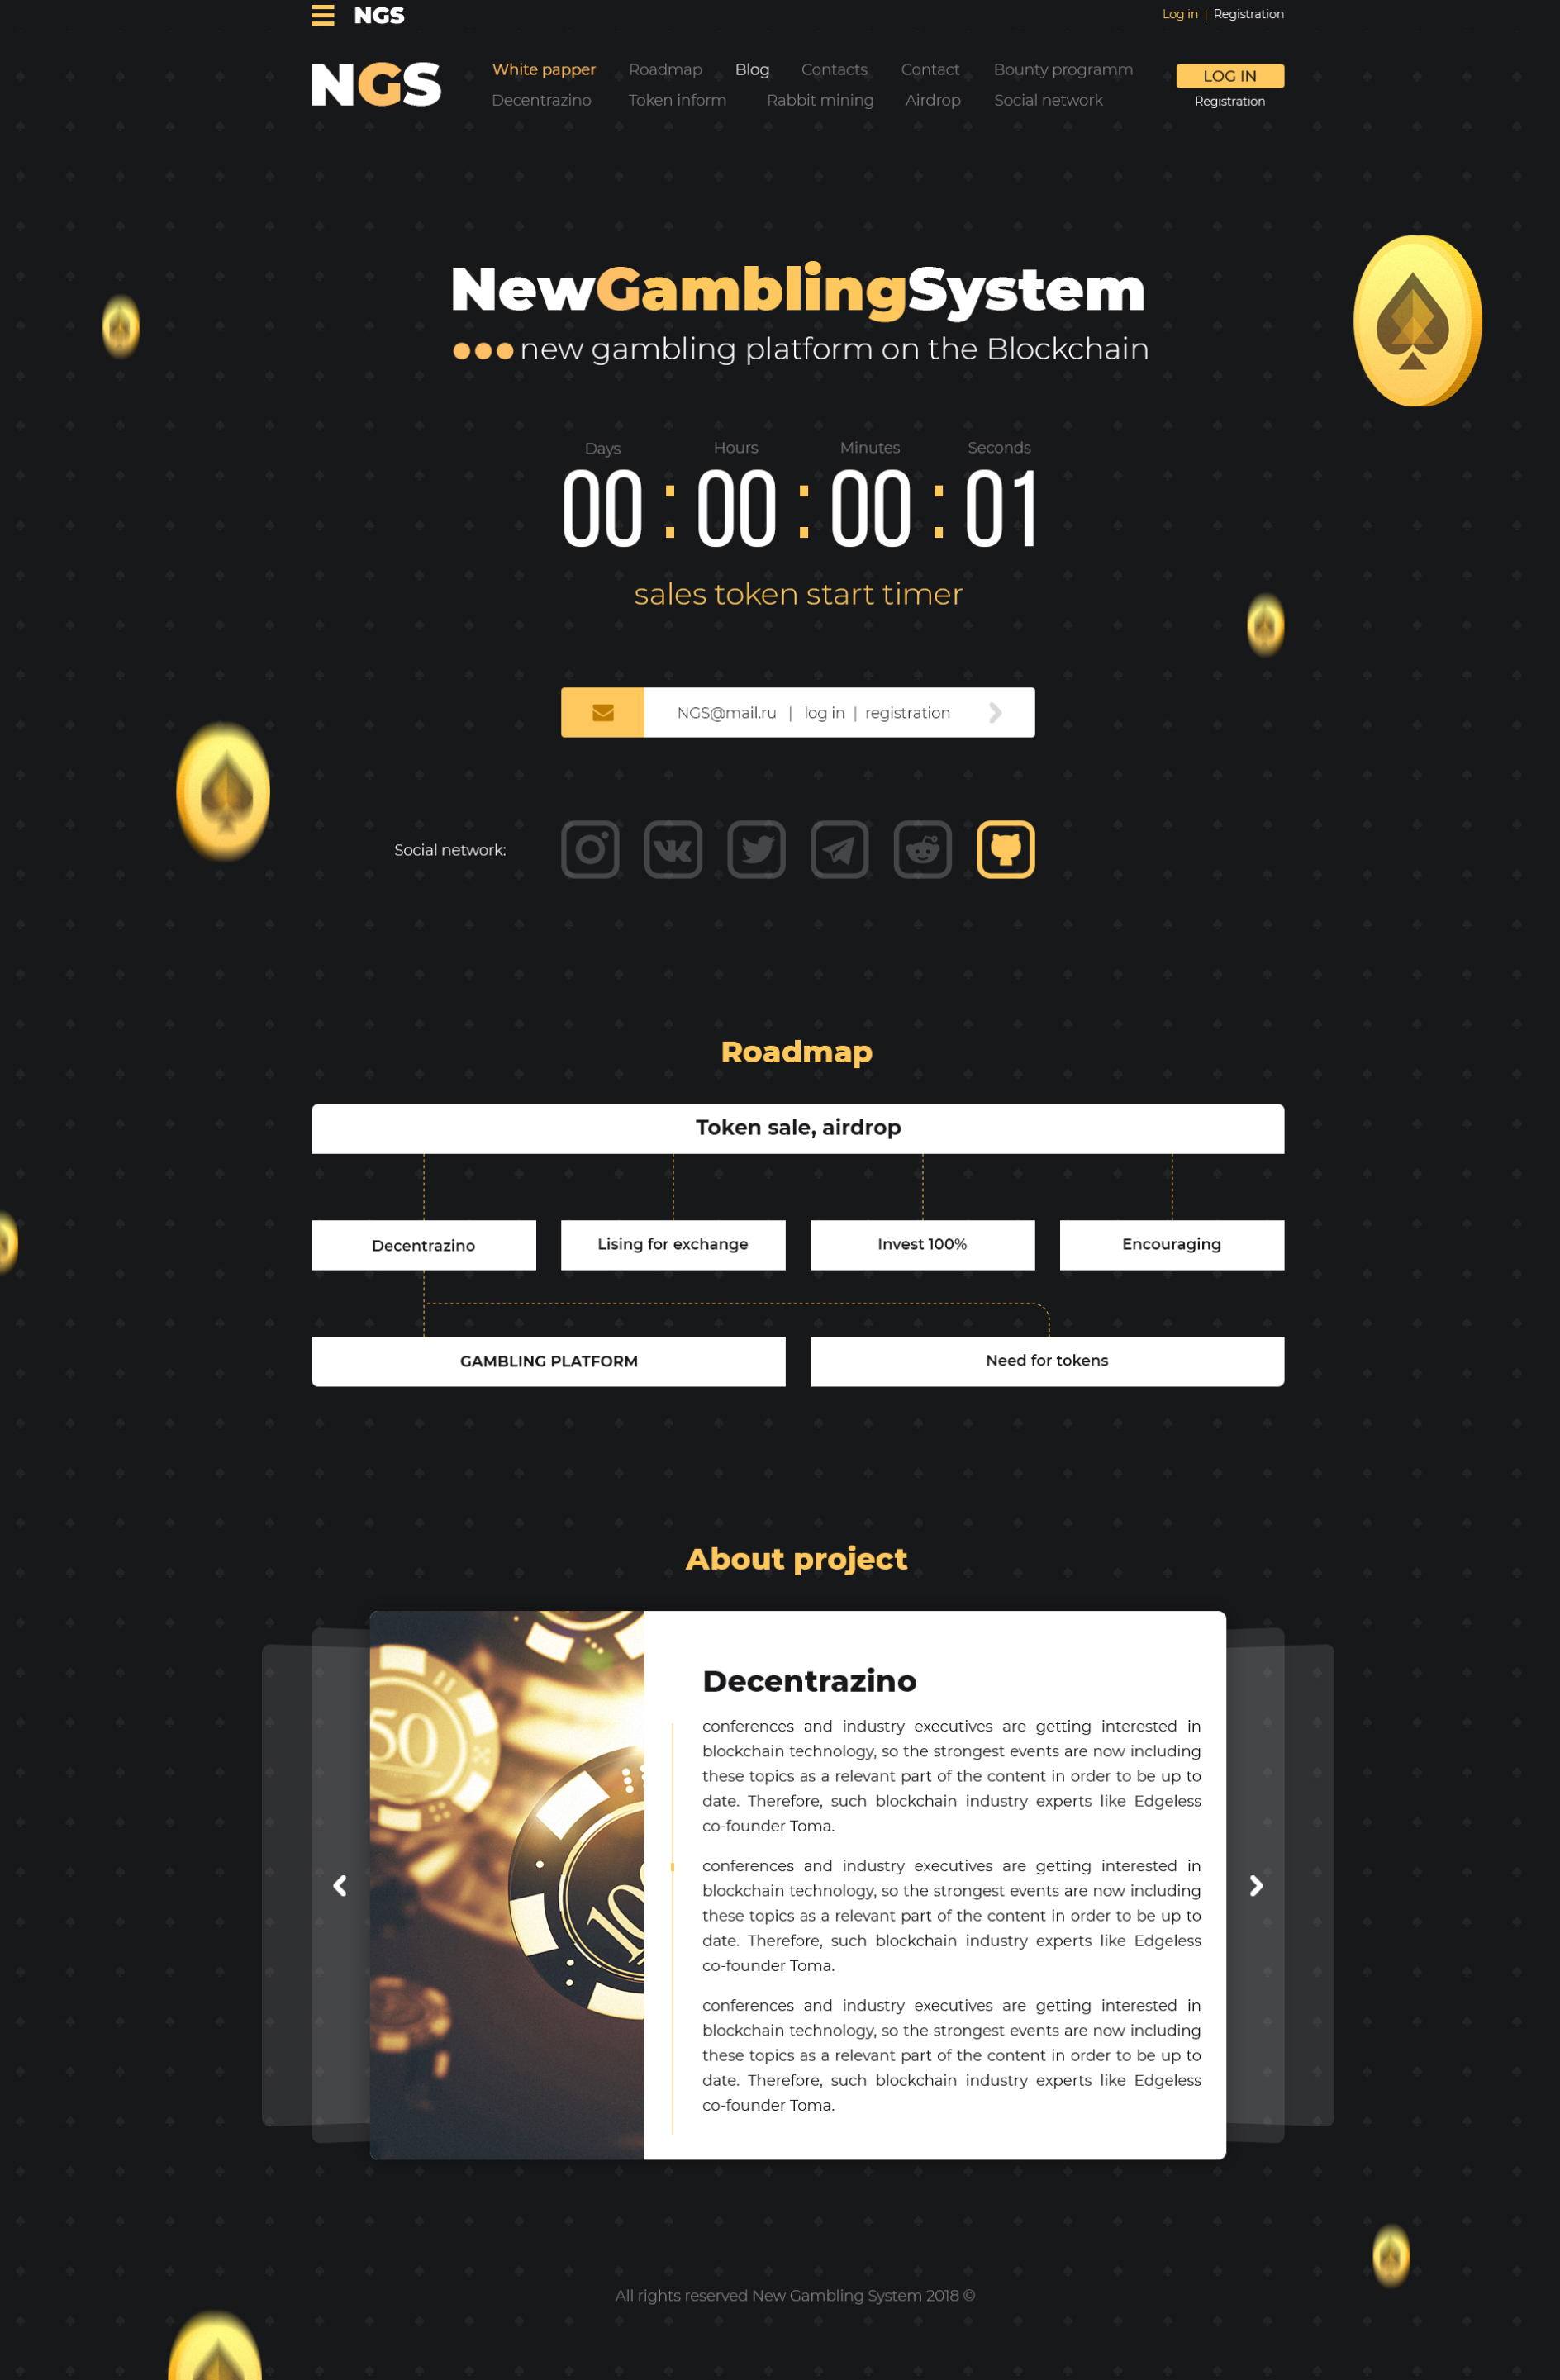 NGS
Log in | Registration
NGS
White papper Roadmap Blog Contacts Contact Bounty programm
LOG IN
Decentrazino Token inform Rabbit mining Airdrop Social network
Registration
NewGamblingSystem
new gambling platform on the Blockchain
Days Hours Minutes Seconds
00 : 00 : 00 : 01
sales token start timer
NGS@mail.ru | log in | registration
Social network:
Roadmap
Token sale, airdrop
Decentrazino Lising for exchange Invest 100% Encouraging
GAMBLING PLATFORM Need for tokens
About project
50
100
Decentrazino
conferences and industry executives are getting interested in
blockchain technology, so the strongest events are now including
these topics as a relevant part of the content in order to be up to
date. Therefore, such blockchain industry experts like Edgeless
co-founder Toma.
conferences and industry executives are getting interested in
blockchain technology, so the strongest events are now including
these topics as a relevant part of the content in order to be up to
date. Therefore, such blockchain industry experts like Edgeless
co-founder Toma.
conferences and industry executives are getting interested in
blockchain technology, so the strongest events are now including
these topics as a relevant part of the content in order to be up to
date. Therefore, such blockchain industry experts like Edgeless
co-founder Toma.
All rights reserved New Gambling System 2018 ©